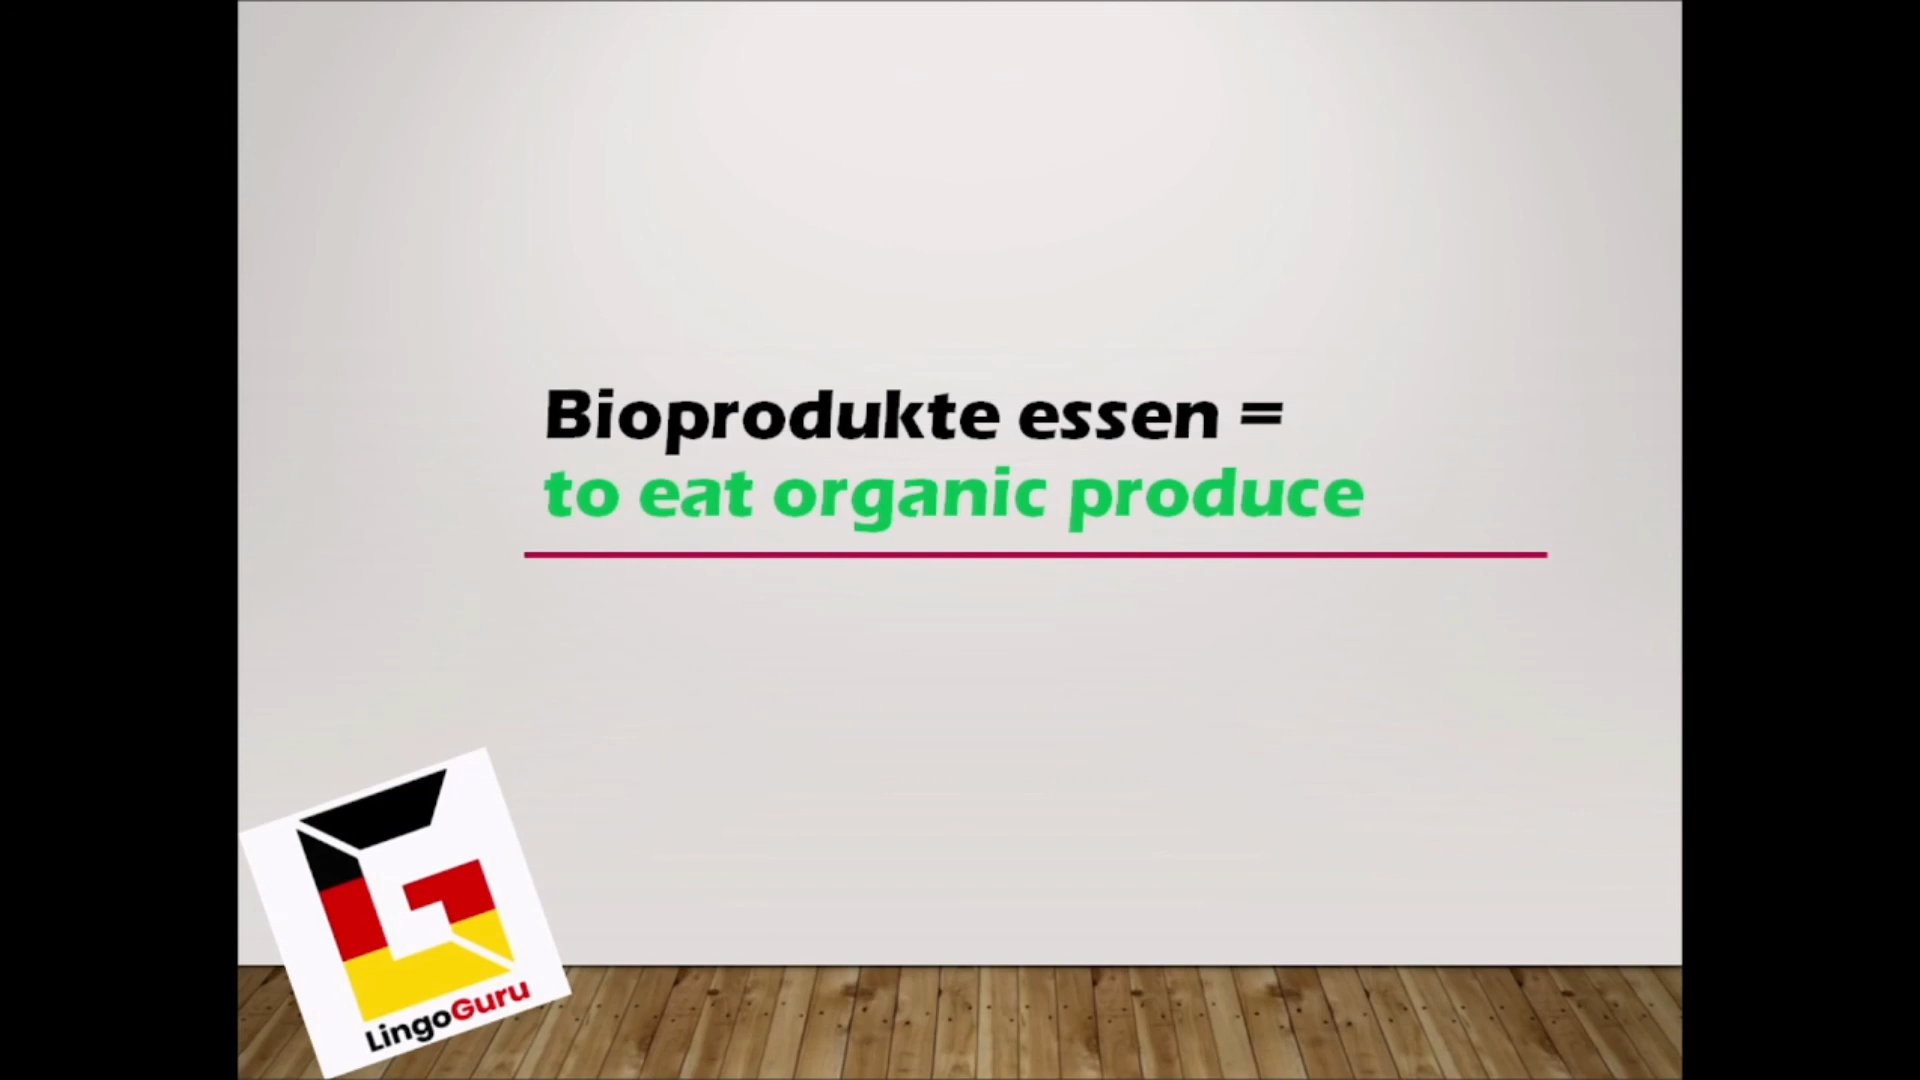 Bioprodukte essen =
to eat organic produce
LingoGuru